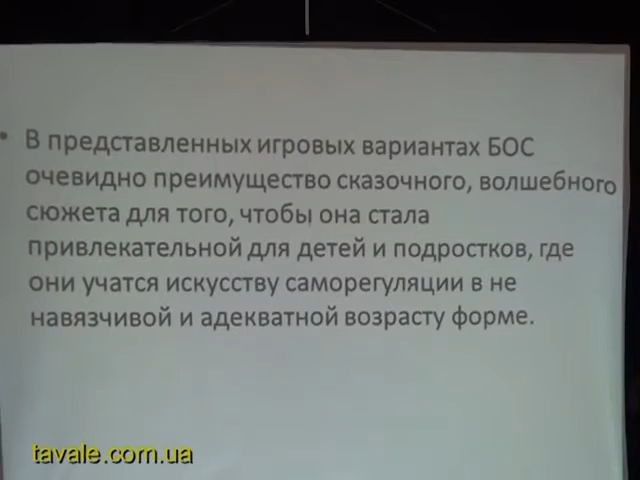 • В представленных игровых вариантах БОС
очевидно преимущество сказочного, волшебного
сюжета для того, чтобы она стала
привлекательной для детей и подростков, где
они учатся искусству саморегуляции в не
навязчивой и адекватной возрасту форме.
tavale.com.ua